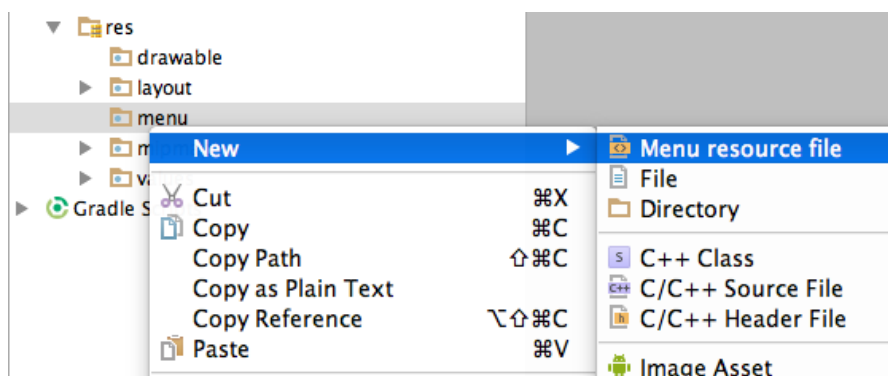 res
drawable
layout
menu
New
Menu resource file
File
Cut ⌘X
Directory
Gradle S
Copy ⌘C
Copy Path ⇧⌘C
C++ Class
Copy as Plain Text
C/C++ Source File
Copy Reference ⌥⇧⌘C
C/C++ Header File
Paste ⌘V
Image Asset